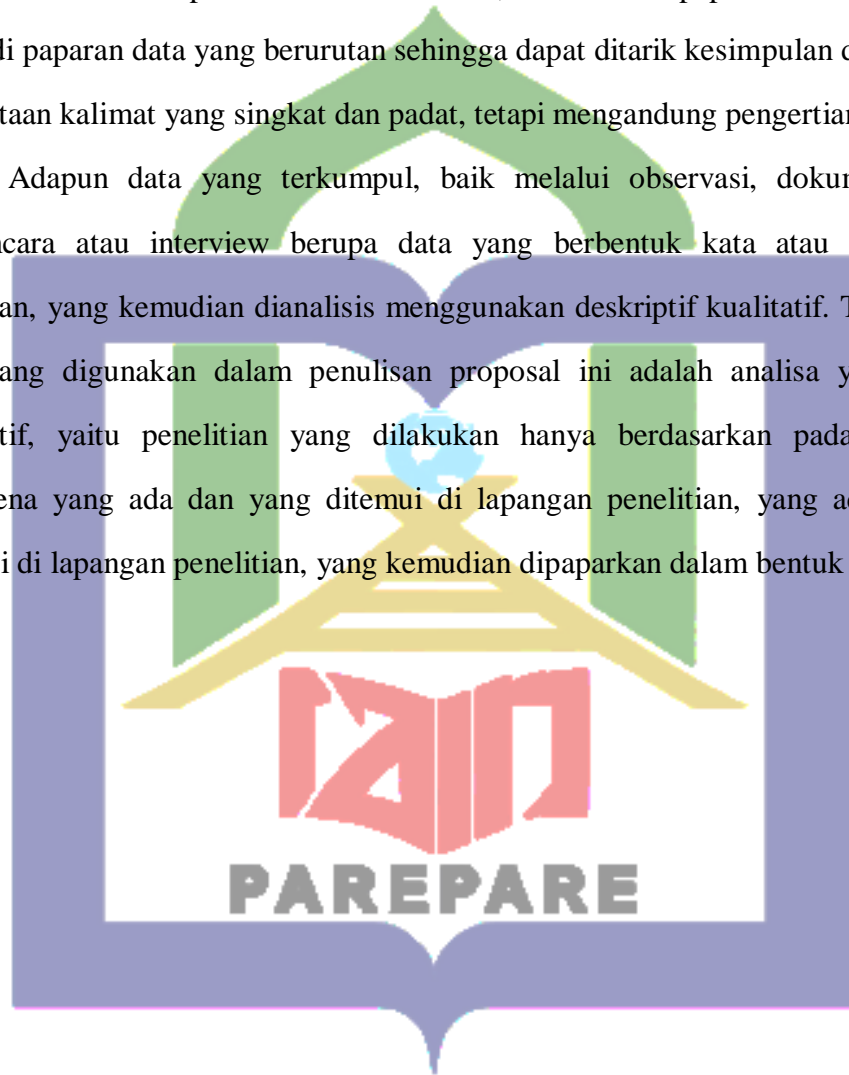 di paparan data yang berurutan sehingga dapat ditarik kesimpulan
taan kalimat yang singkat dan padat, tetapi mengandung pengertian
Adapun data yang terkumpul, baik melalui observasi, dokum
ncara atau interview berupa data yang berbentuk kata atau
an, yang kemudian dianalisis menggunakan deskriptif kualitatif. T
ang digunakan dalam penulisan proposal ini adalah analisa y
tif, yaitu penelitian yang dilakukan hanya berdasarkan pada
ena yang ada dan yang ditemui di lapangan penelitian, yang a
i di lapangan penelitian, yang kemudian dipaparkan dalam bentuk
iain
PAREPARE